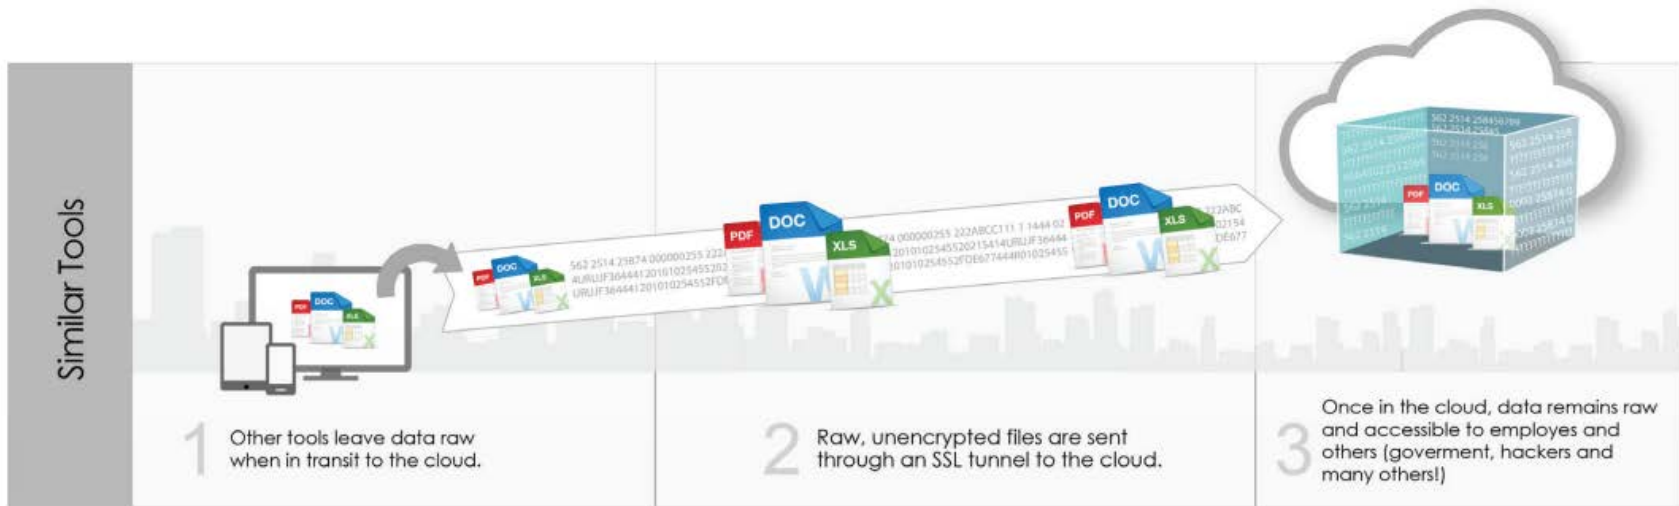 Similar Tools
PDF
DOC
XLS
PDF
DOC
XLS
PDF
DOC
XLS
PDF
DOC
XLS
PDF
DOC
XLS
1
Other tools leave data raw
when in transit to the cloud.
2
Raw, unencrypted files are sent
through an SSL tunnel to the cloud.
3
Once in the cloud, data remains raw
and accessible to employes and
others (goverment, hackers and
many others!)